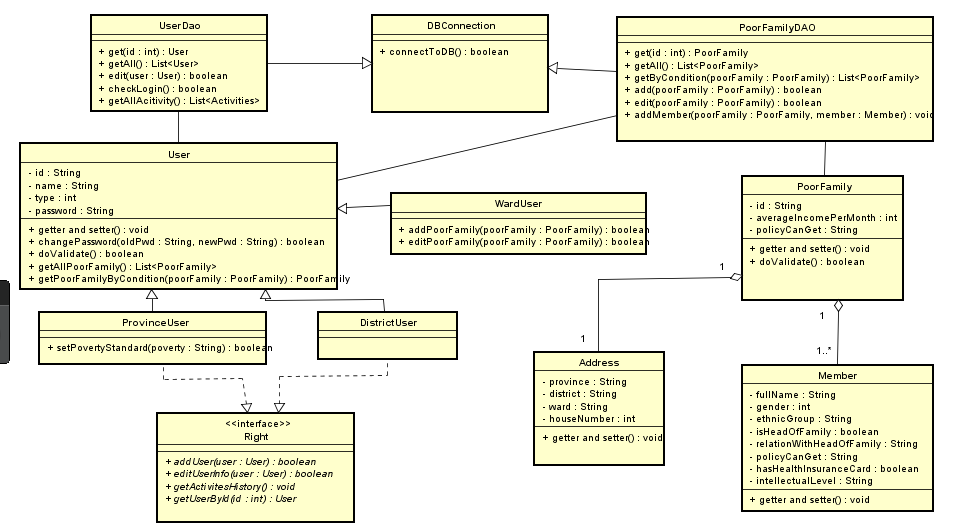 UserDao
+ get(id : int) : User
+ getAll() : List<User>
+ edit(user : User) : boolean
+ checkLogin() : boolean
+ getAllAcitivity() : List<Activities>
DBConnection
+ connectToDB() : boolean
PoorFamilyDAO
+ get(id : int) : PoorFamily
+ getAll() : List<PoorFamily>
+ getByCondition(poorFamily : PoorFamily) : List<PoorFamily>
+ add(poorFamily : PoorFamily) : boolean
+ edit(poorFamily : PoorFamily) : boolean
+ addMember(poorFamily : PoorFamily, member : Member) : void
User
- id : String
- name : String
- type : int
- password : String
+ getter and setter() : void
+ changePassword(oldPwd : String, newPwd : String) : boolean
+ doValidate() : boolean
+ getAllPoorFamily() : List<PoorFamily>
+ getPoorFamilyByCondition(poorFamily : PoorFamily) : PoorFamily
WardUser
+ addPoorFamily(poorFamily : PoorFamily) : boolean
+ editPoorFamily(poorFamily : PoorFamily) : boolean
PoorFamily
- id : String
- averageIncomePerMonth : int
- policyCanGet : String
+ getter and setter() : void
+ doValidate() : boolean
1
1
1
1..*
ProvinceUser
+ setPovertyStandard(poverty : String) : boolean
DistrictUser
<<interface>>
Right
+ addUser(user : User) : boolean
+ editUserInfo(user : User) : boolean
+ getActivitesHistory() : void
+ getUserById(id : int) : User
Address
- province : String
- district : String
- ward : String
- houseNumber : int
+ getter and setter() : void
Member
- fullName : String
- gender : int
- ethnicGroup : String
- isHeadOfFamily : boolean
- relationWithHeadOfFamily : String
- policyCanGet : String
- hasHealthInsuranceCard : boolean
- intellectualLevel : String
+ getter and setter() : void